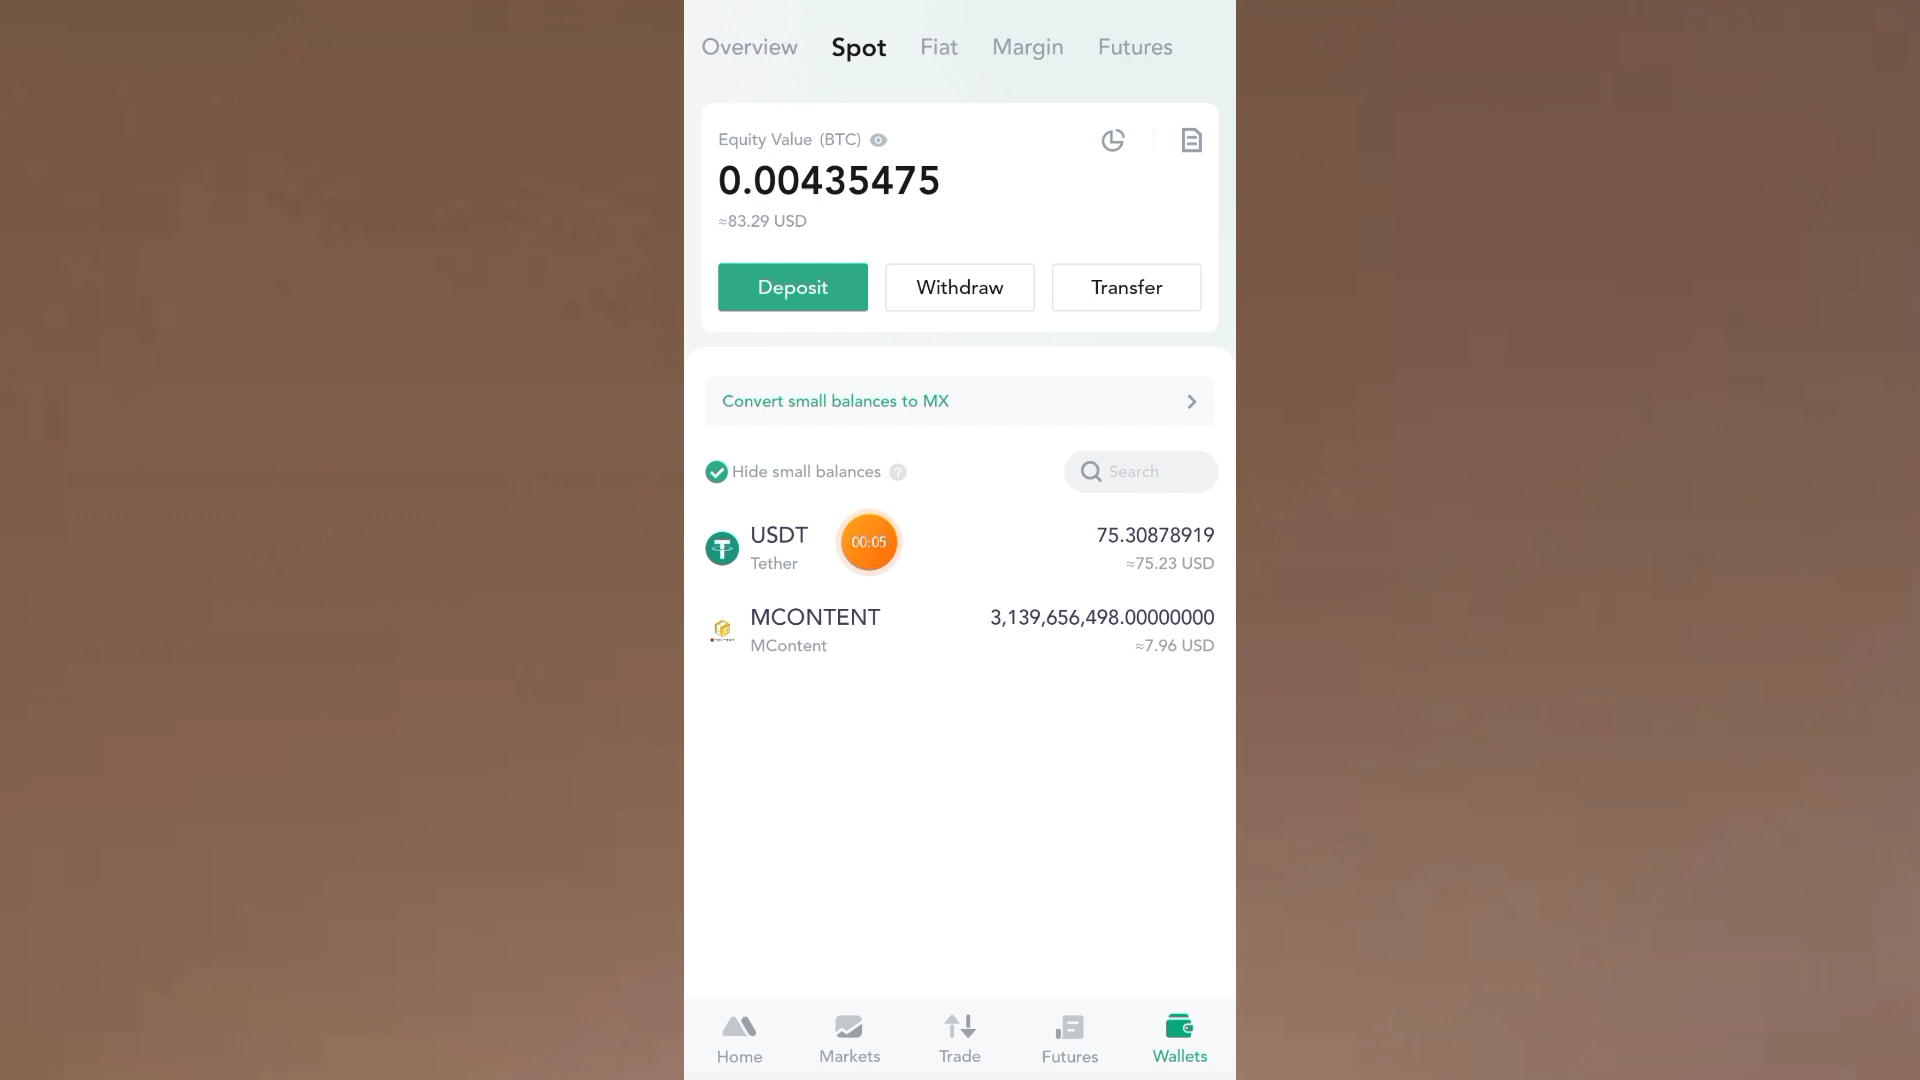 Overview Spot Fiat Margin Futures
Equity Value (BTC)
0.00435475
≈83.29 USD
Deposit Withdraw Transfer
Convert small balances to MX
Hide small balances ? Search
USDT 75.30878919
00:05
Tether ≈75.23 USD
MCONTENT 3,139,656,498.00000000
MContent ≈7.96 USD
Home Markets Trade Futures Wallets